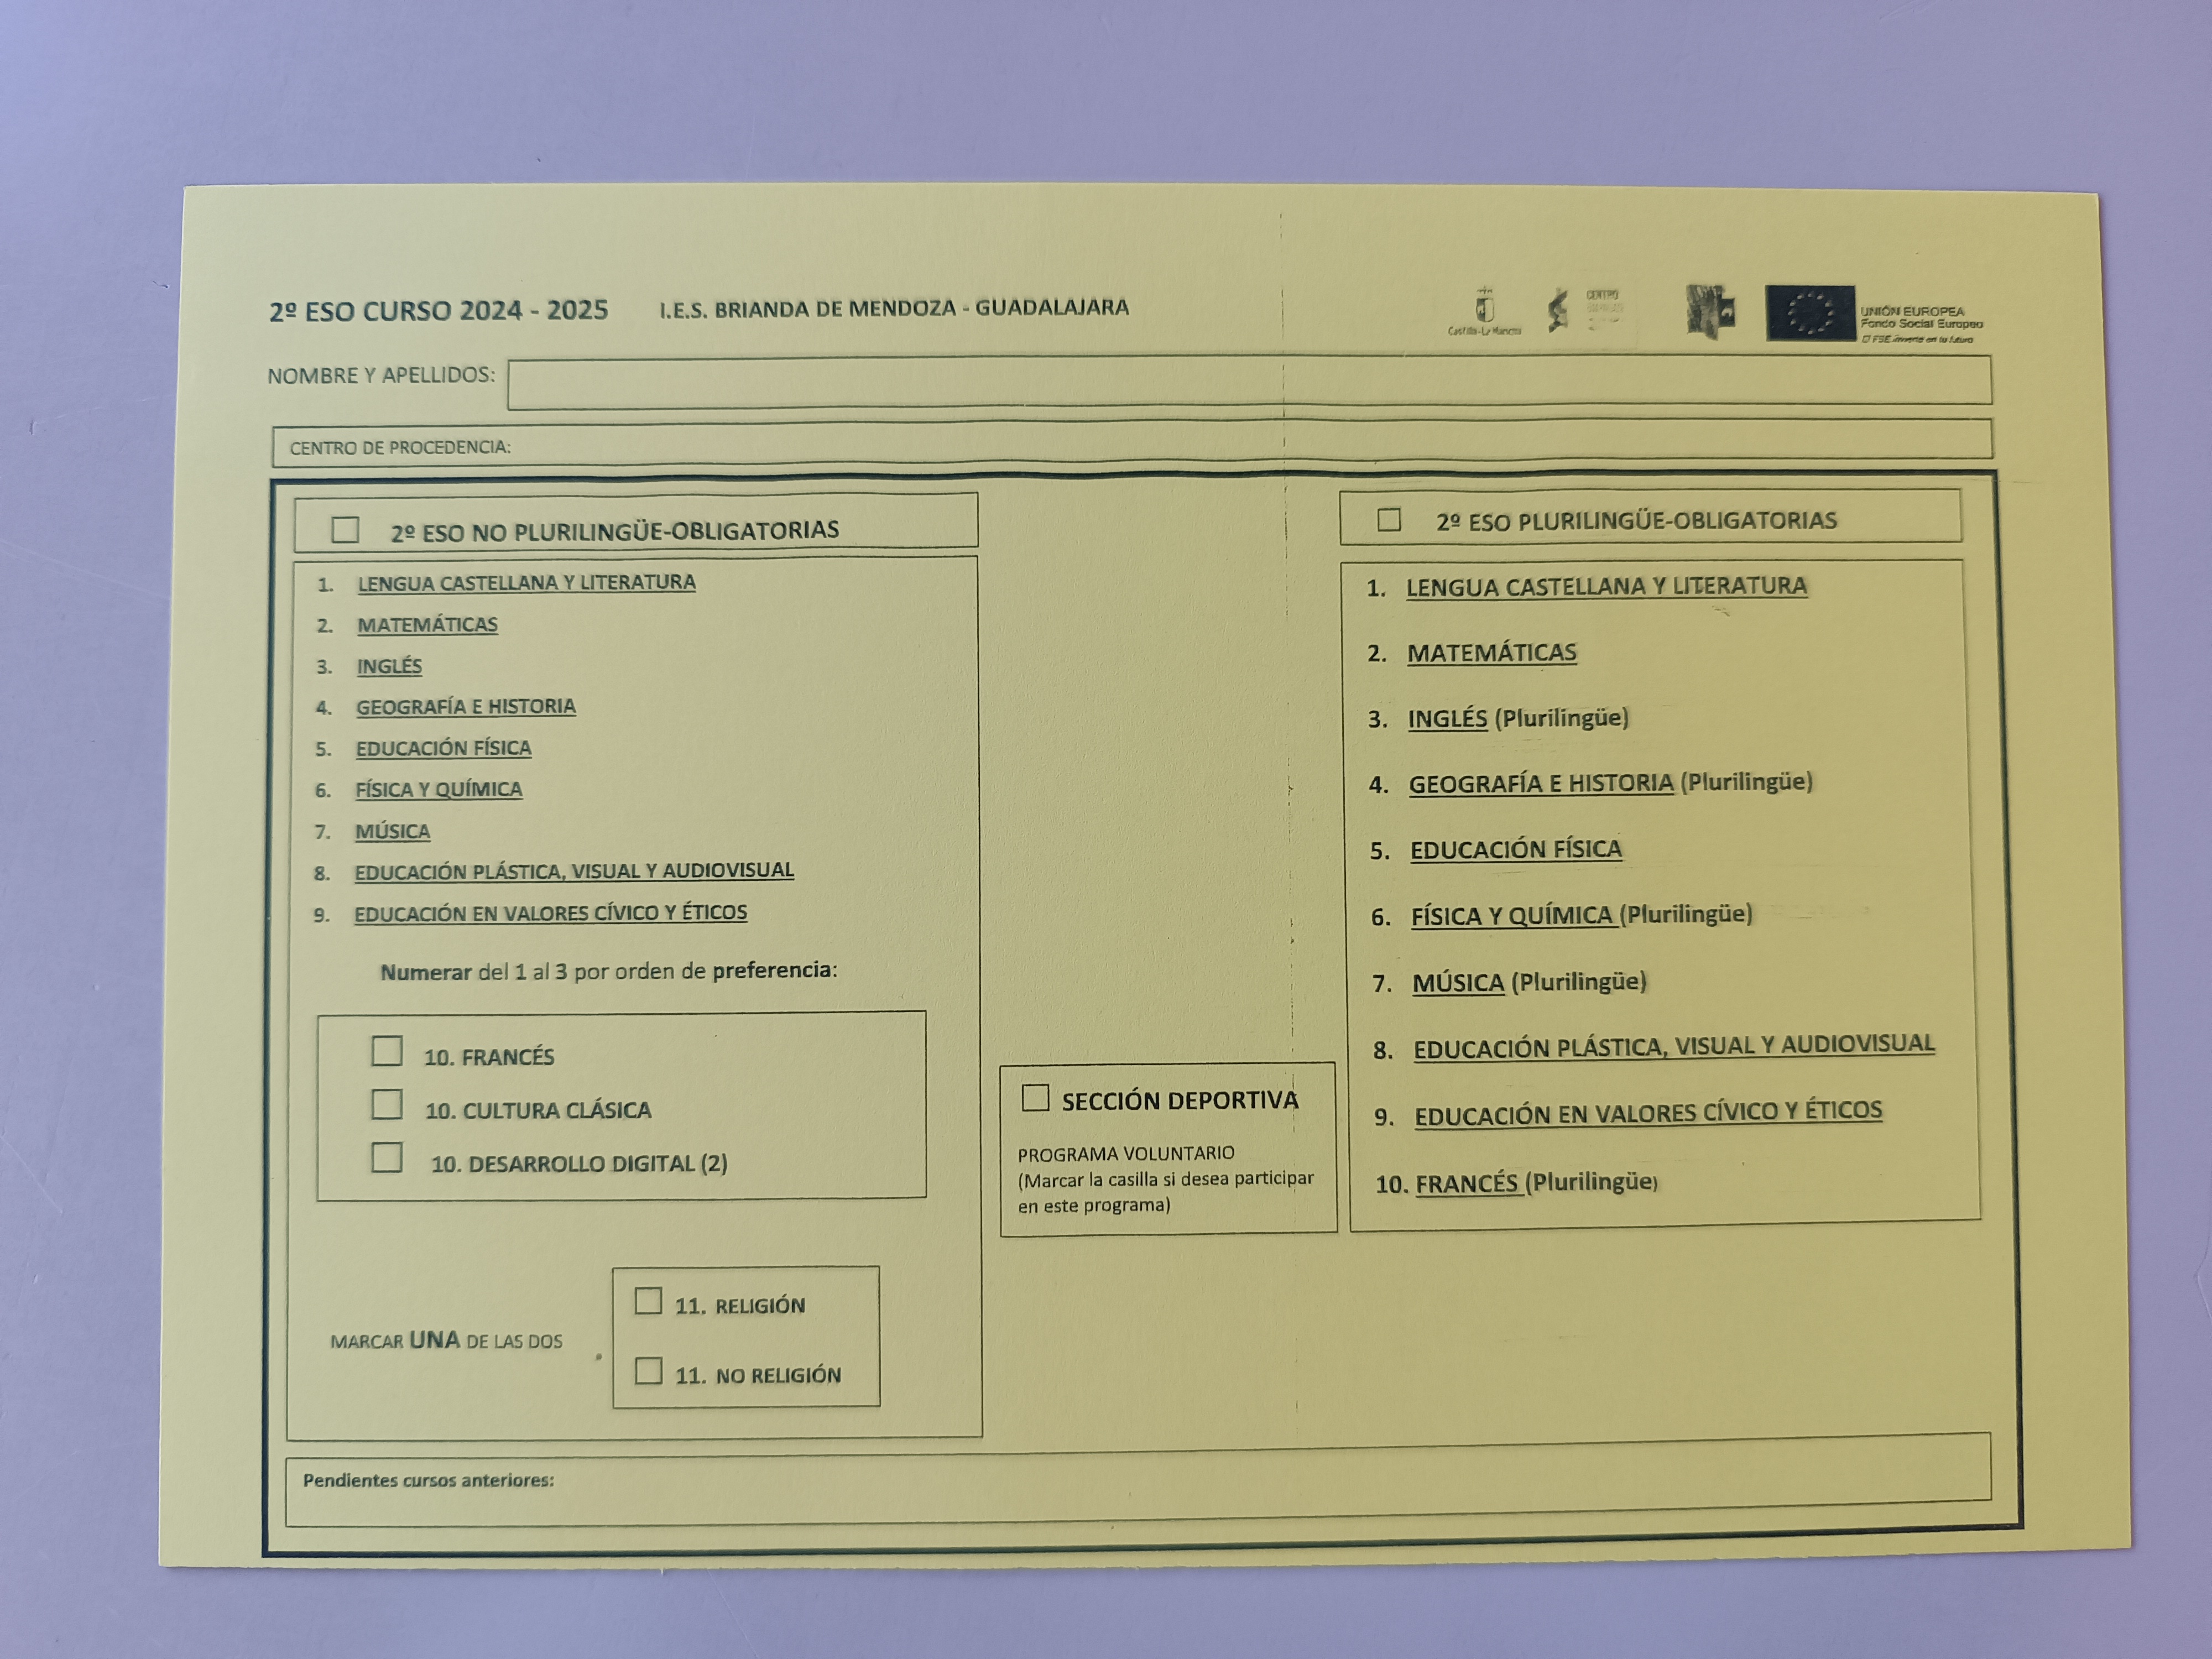 2º ESO CURSO 2024 - 2025 I.E.S. BRIANDA DE MENDOZA - GUADALAJARA
Castilla-La Mancha
CENTRO
UNIÓN EUROPEA
Fondo Social Europeo
El FSE invierte en tu futuro
NOMBRE Y APELLIDOS:
CENTRO DE PROCEDENCIA:
2º ESO NO PLURILINGÜE-OBLIGATORIAS
1. LENGUA CASTELLANA Y LITERATURA
2. MATEMÁTICAS
3. INGLÉS
4. GEOGRAFÍA E HISTORIA
5. EDUCACIÓN FÍSICA
6. FÍSICA Y QUÍMICA
7. MÚSICA
8. EDUCACIÓN PLÁSTICA, VISUAL Y AUDIOVISUAL
9. EDUCACIÓN EN VALORES CÍVICO Y ÉTICOS
Numerar del 1 al 3 por orden de preferencia:
10. FRANCÉS
10. CULTURA CLÁSICA
10. DESARROLLO DIGITAL (2)
MARCAR UNA DE LAS DOS
11. RELIGIÓN
11. NO RELIGIÓN
SECCIÓN DEPORTIVA
PROGRAMA VOLUNTARIO
(Marcar la casilla si desea participar
en este programa)
2º ESO PLURILINGÜE-OBLIGATORIAS
1. LENGUA CASTELLANA Y LITERATURA
2. MATEMÁTICAS
3. INGLÉS (Plurilingüe)
4. GEOGRAFÍA E HISTORIA (Plurilingüe)
5. EDUCACIÓN FÍSICA
6. FÍSICA Y QUÍMICA (Plurilingüe)
7. MÚSICA (Plurilingüe)
8. EDUCACIÓN PLÁSTICA, VISUAL Y AUDIOVISUAL
9. EDUCACIÓN EN VALORES CÍVICO Y ÉTICOS
10. FRANCÉS (Plurilingüe)
Pendientes cursos anteriores: